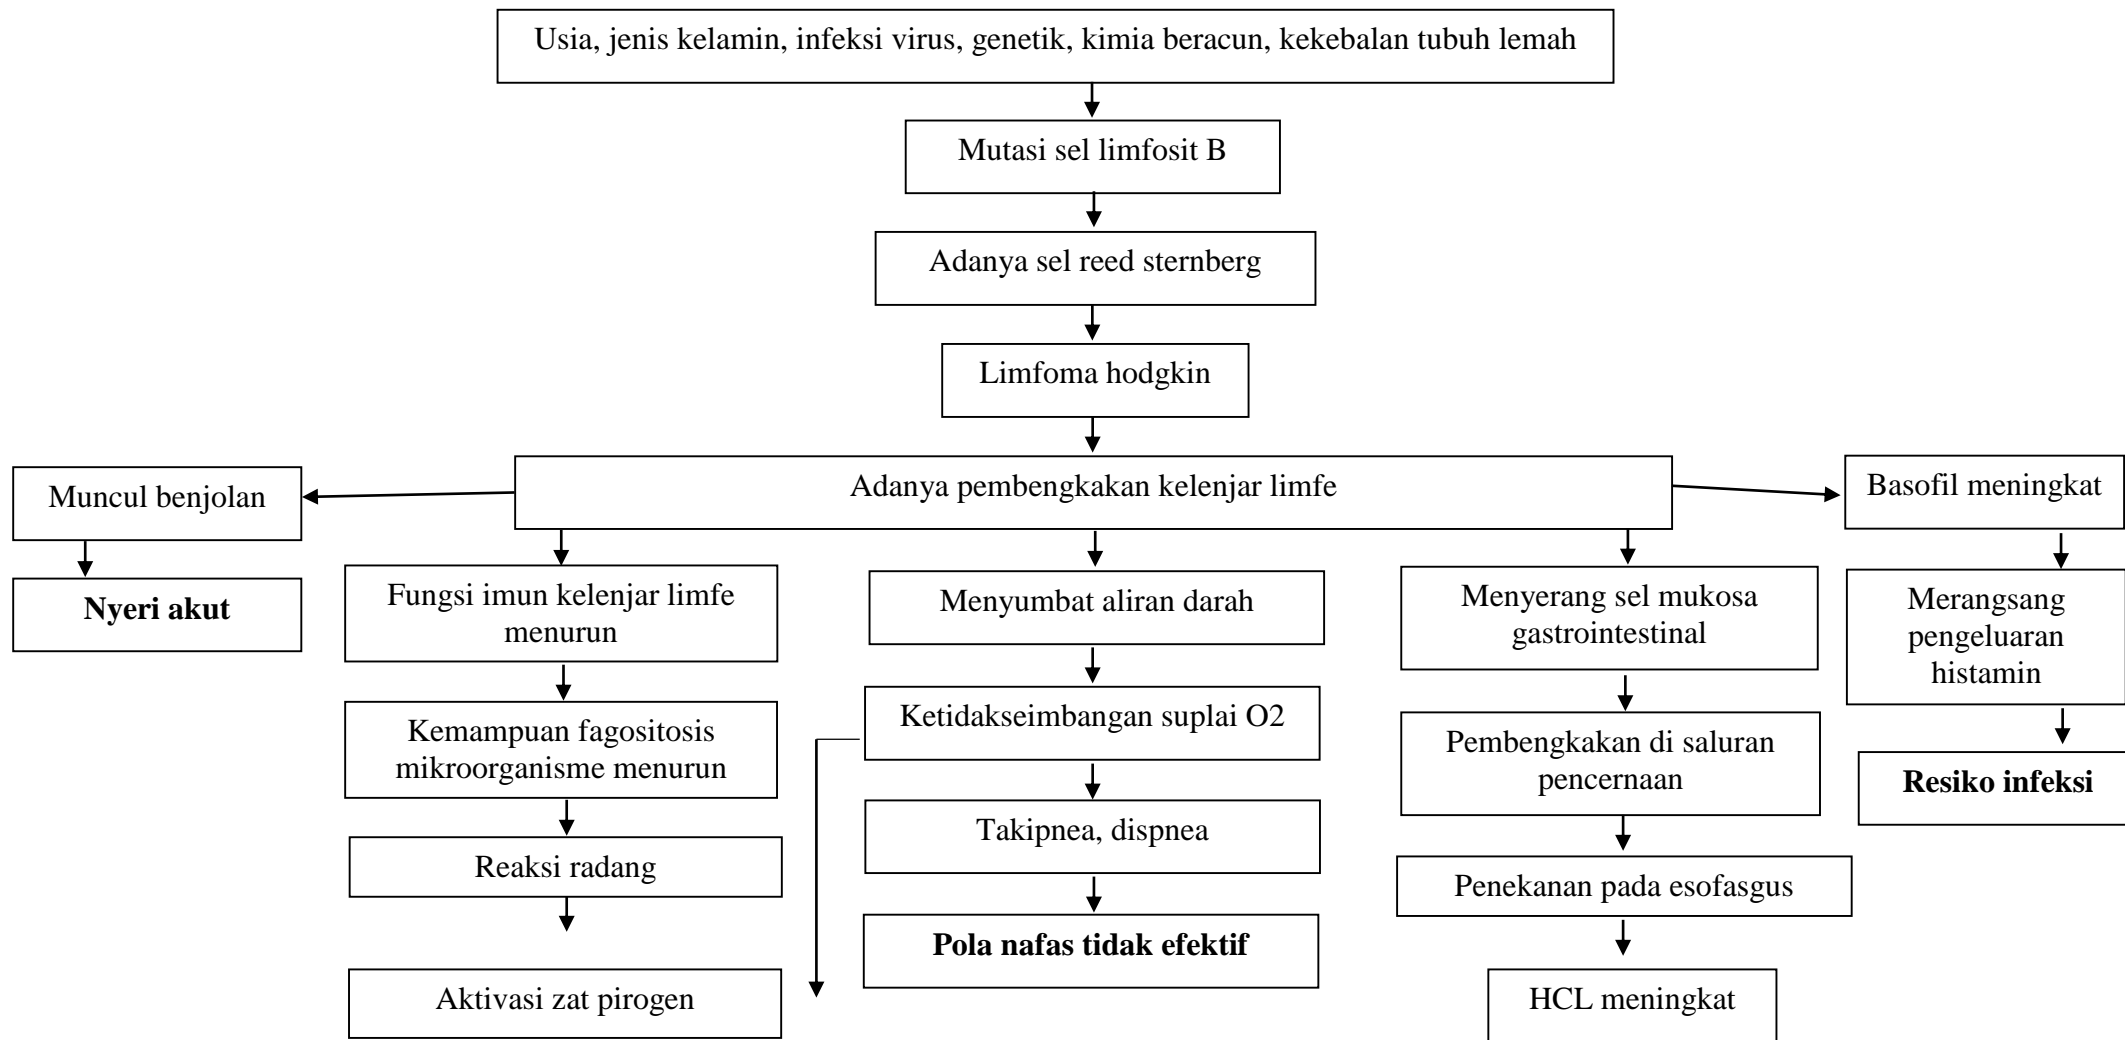 Usia, jenis kelamin, infeksi virus, genetik, kimia beracun, kekebalan tubuh lemah
Mutasi sel limfosit B
Adanya sel reed sternberg
Limfoma hodgkin
Muncul benjolan
Adanya pembengkakan kelenjar limfe
Basofil meningkat
Nyeri akut
Fungsi imun kelenjar limfe
menurun
Menyumbat aliran darah
Menyerang sel mukosa
gastrointestinal
Merangsang
pengeluaran
histamin
Kemampuan fagositosis
mikroorganisme menurun
Ketidakseimbangan suplai O2
Pembengkakan di saluran
pencernaan
Resiko infeksi
Reaksi radang
Takipnea, dispnea
Penekanan pada esofasgus
Pola nafas tidak efektif
Aktivasi zat pirogen
HCL meningkat